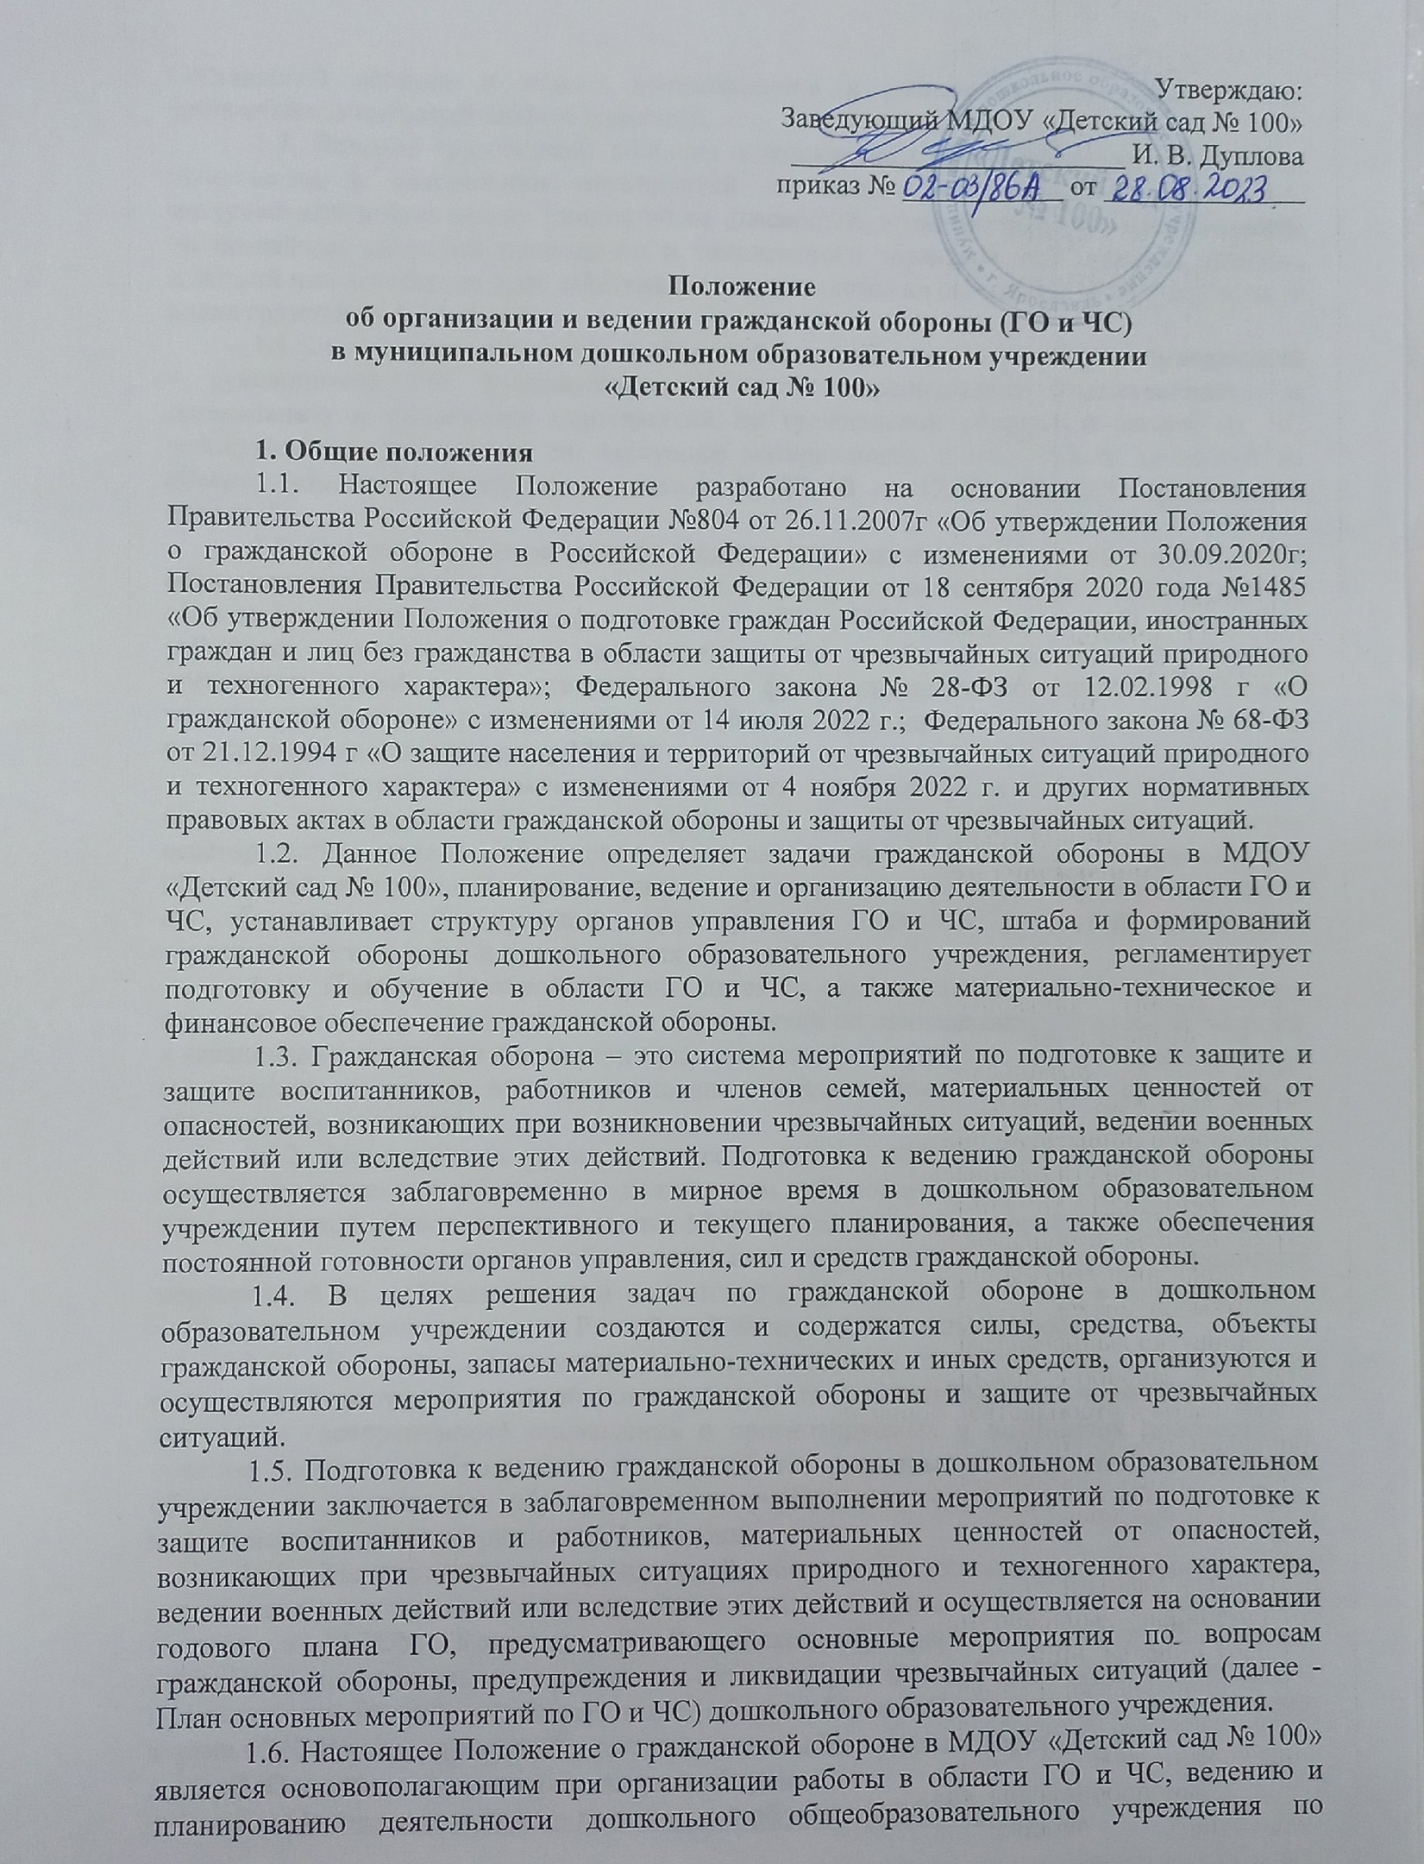 Утверждаю:
Заведующий МДОУ «Детский сад № 100»
И. В. Дуплова
приказ № 02-03/86А от 28.08.2023
«Детский
№ 100»
Положение
об организации и ведении гражданской обороны (ГО и ЧС)
в муниципальном дошкольном образовательном учреждении
«Детский сад № 100»
1. Общие положения
1.1. Настоящее Положение разработано на основании Постановления
Правительства Российской Федерации №804 от 26.11.2007г «Об утверждении Положения
о гражданской обороне в Российской Федерации» с изменениями от 30.09.2020г;
Постановления Правительства Российской Федерации от 18 сентября 2020 года №1485
«Об утверждении Положения о подготовке граждан Российской Федерации, иностранных
граждан и лиц без гражданства в области защиты от чрезвычайных ситуаций природного
и техногенного характера»; Федерального закона № 28-ФЗ от 12.02.1998 г «О
гражданской обороне» с изменениями от 14 июля 2022 г.; Федерального закона № 68-ФЗ
от 21.12.1994 г «О защите населения и территорий от чрезвычайных ситуаций природного
и техногенного характера» с изменениями от 4 ноября 2022 г. и других нормативных
правовых актах в области гражданской обороны и защиты от чрезвычайных ситуаций.
1.2. Данное Положение определяет задачи гражданской обороны в МДОУ
«Детский сад № 100», планирование, ведение и организацию деятельности в области ГО и
ЧС, устанавливает структуру органов управления ГО и ЧС, штаба и формирований
гражданской обороны дошкольного образовательного учреждения, регламентирует
подготовку и обучение в области ГО и ЧС, а также материально-техническое и
финансовое обеспечение гражданской обороны.
1.3. Гражданская оборона – это система мероприятий по подготовке к защите и
защите воспитанников, работников и членов семей, материальных ценностей от
опасностей, возникающих при возникновении чрезвычайных ситуаций, ведении военных
действий или вследствие этих действий. Подготовка к ведению гражданской обороны
осуществляется заблаговременно в мирное время в дошкольном образовательном
учреждении путем перспективного и текущего планирования, а также обеспечения
постоянной готовности органов управления, сил и средств гражданской обороны.
1.4. В целях решения задач по гражданской обороне в дошкольном
образовательном учреждении создаются и содержатся силы, средства, объекты
гражданской обороны, запасы материально-технических и иных средств, организуются и
осуществляются мероприятия по гражданской обороны и защите от чрезвычайных
ситуаций.
1.5. Подготовка к ведению гражданской обороны в дошкольном образовательном
учреждении заключается в заблаговременном выполнении мероприятий по подготовке к
защите воспитанников и работников, материальных ценностей от опасностей,
возникающих при чрезвычайных ситуациях природного и техногенного характера,
ведении военных действий или вследствие этих действий и осуществляется на основании
годового плана ГО, предусматривающего основные мероприятия по вопросам
гражданской обороны, предупреждения и ликвидации чрезвычайных ситуаций (далее -
План основных мероприятий по ГО и ЧС) дошкольного образовательного учреждения.
1.6. Настоящее Положение о гражданской обороне в МДОУ «Детский сад № 100»
является основополагающим при организации работы в области ГО и ЧС, ведению и
планированию деятельности дошкольного общеобразовательного учреждения по